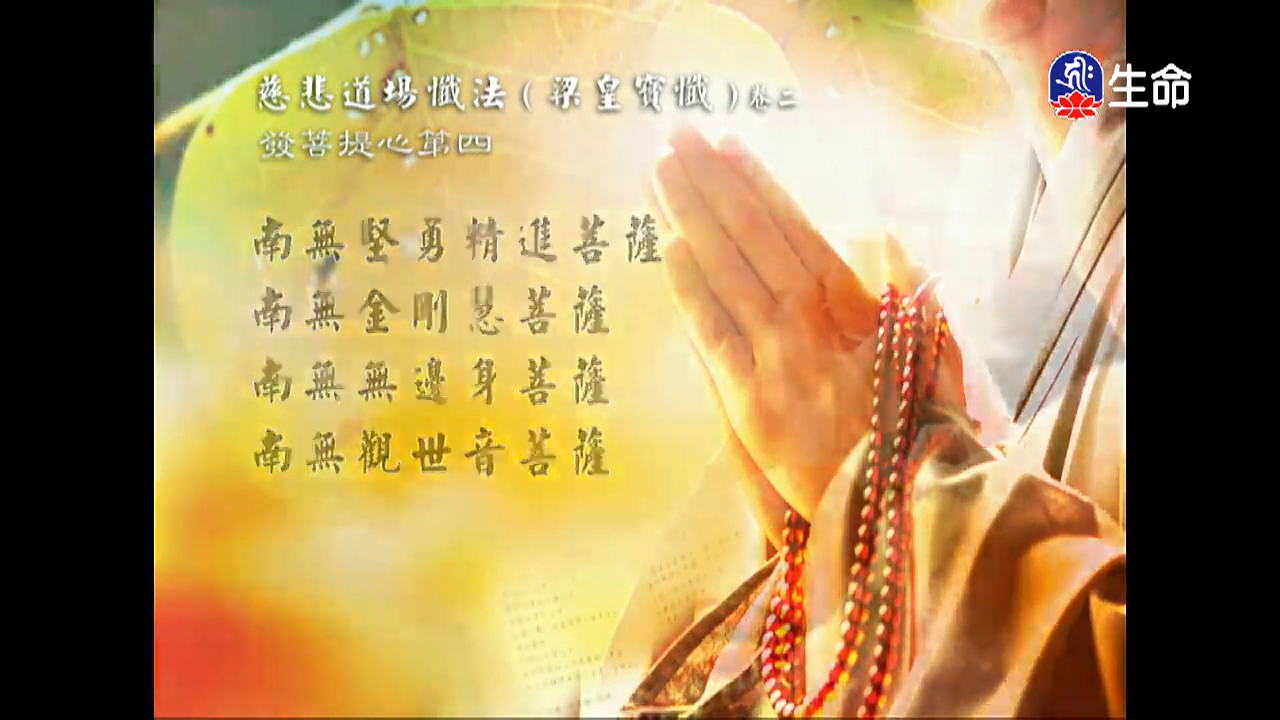 慈悲道場懺法(梁皇寶懺)卷二
發菩提心第四
南無堅勇精進菩薩
南無金剛慧菩薩
南無無邊身菩薩
南無觀世音菩薩
生命